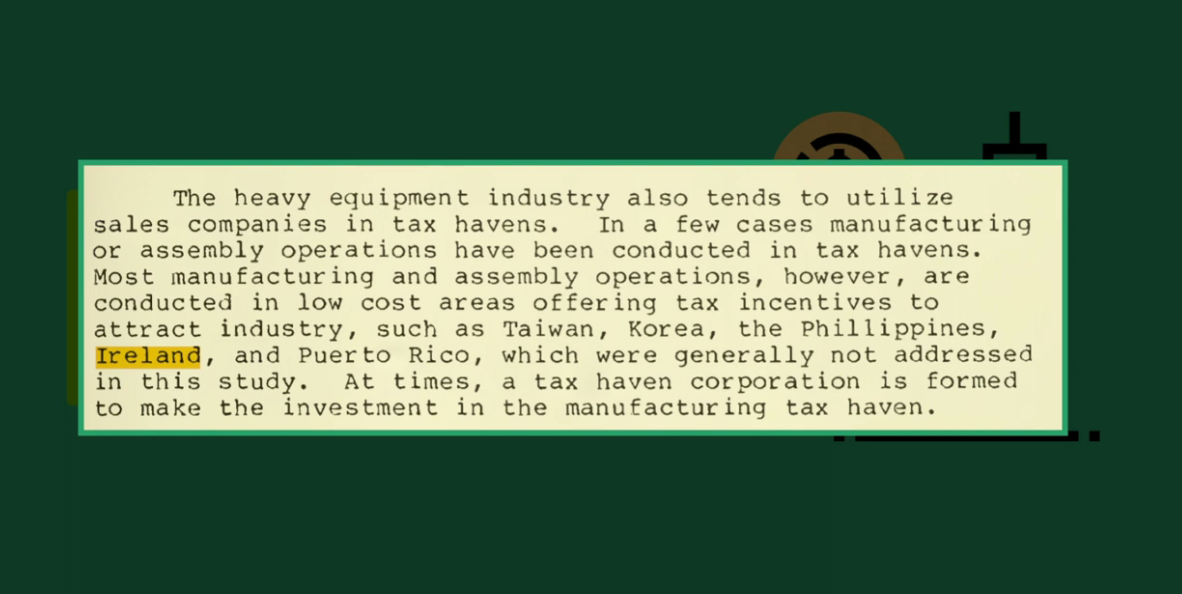 The heavy equipment industry also tends to utilize
sales companies in tax havens. In a few cases manufacturing
or assembly operations have been conducted in tax havens.
Most manufacturing and assembly operations, however, are
conducted in low cost areas offering tax incentives to
attract industry, such as Taiwan, Korea, the Phillippines,
Ireland, and Puerto Rico, which were generally not addressed
in this study. At times, a tax haven corporation is formed
to make the investment in the manufacturing tax haven.